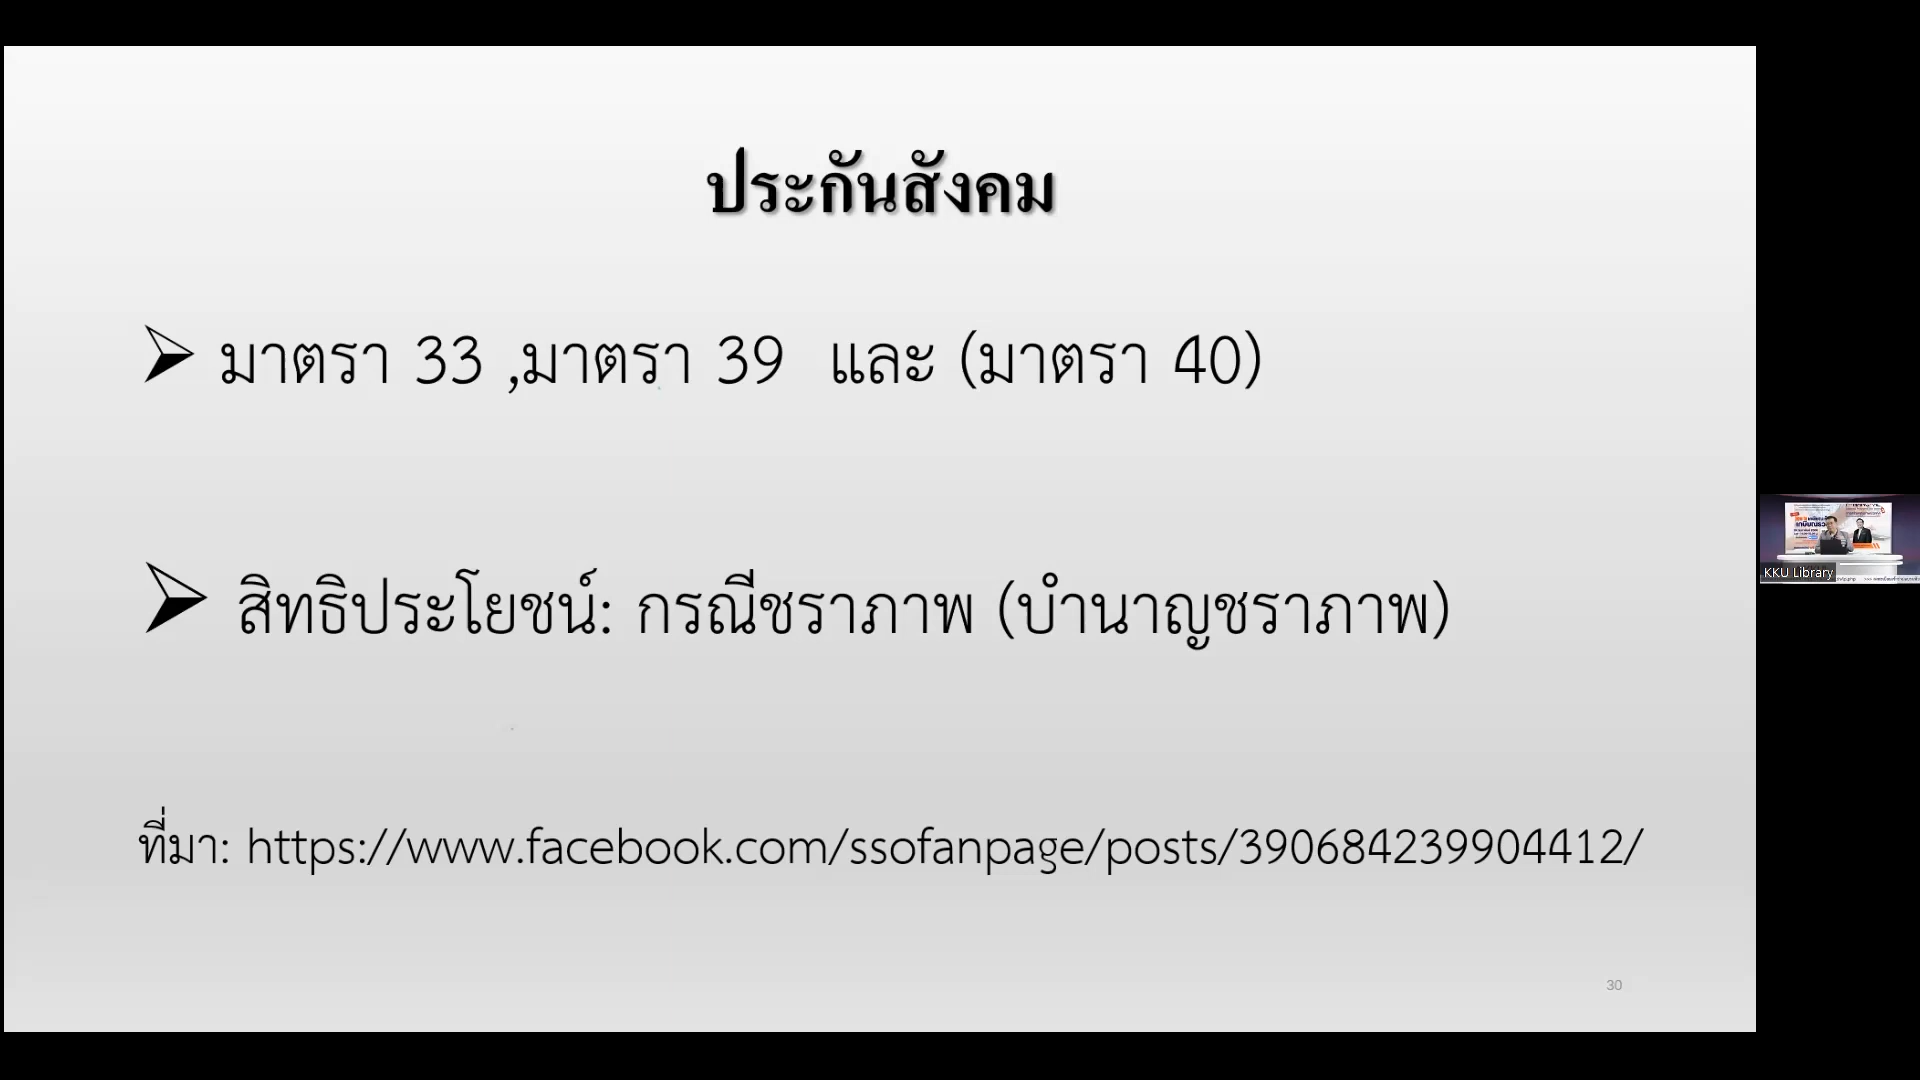 ประกันสังคม
มาตรา 33 ,มาตรา 39 และ (มาตรา 40)
สิทธิประโยชน์: กรณีชราภาพ (บำนาญชราภาพ)
ที่มา: https://www.facebook.com/ssofanpage/posts/390684239904412/
30
KKU Library